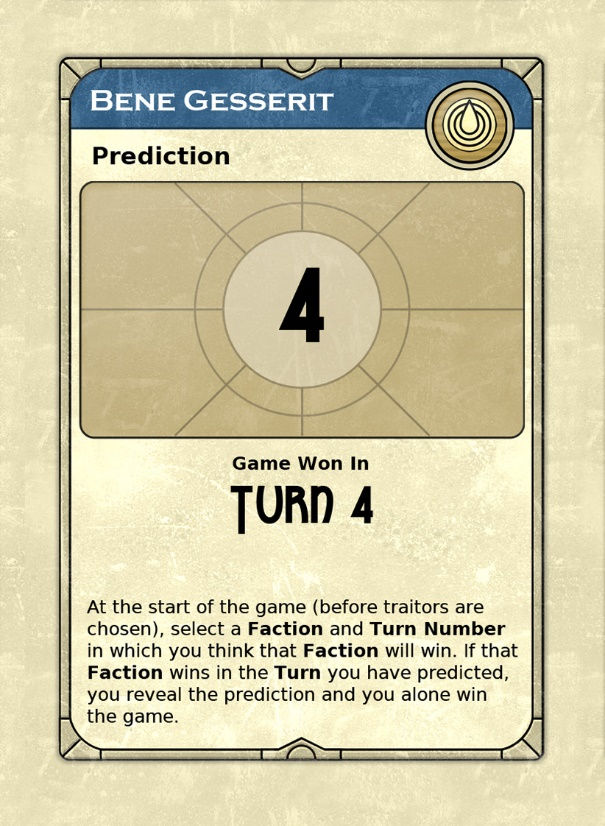 Bene Gesserit
Prediction
4
Game Won In
Turn 4
At the start of the game (before traitors are
chosen), select a Faction and Turn Number
in which you think that Faction will win. If that
Faction wins in the Turn you have predicted,
you reveal the prediction and you alone win
the game.